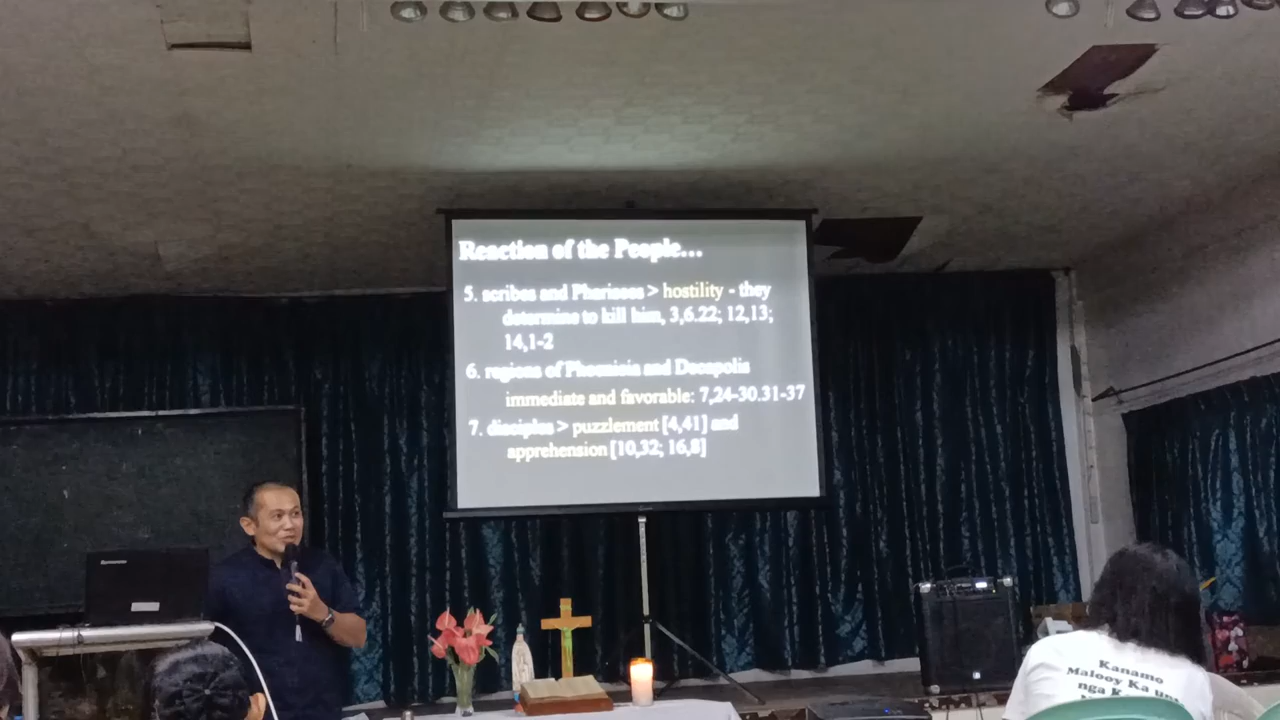 Reaction of the People...
5. scribes and Pharisees > hostility - they
determine to kill him, 3,6.22; 12,13;
14,1-2
6. regions of Phoenisia and Decapolis
immediate and favorable: 7,24-30.31-37
7. disciples > puzzlement [4,41] and
apprehension [10,32; 16,8]
Kanamo
Malooy Ka unta
nga